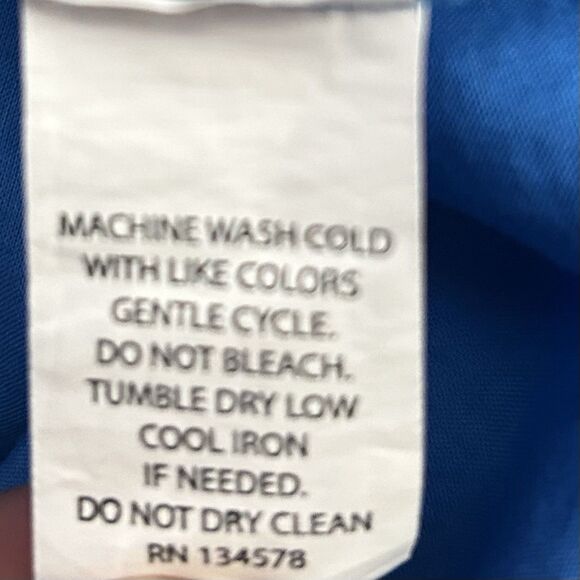 MACHINE WASH COLD
WITH LIKE COLORS
GENTLE CYCLE.
DO NOT BLEACH.
TUMBLE DRY LOW
COOL IRON
IF NEEDED.
DO NOT DRY CLEAN
RN 134578